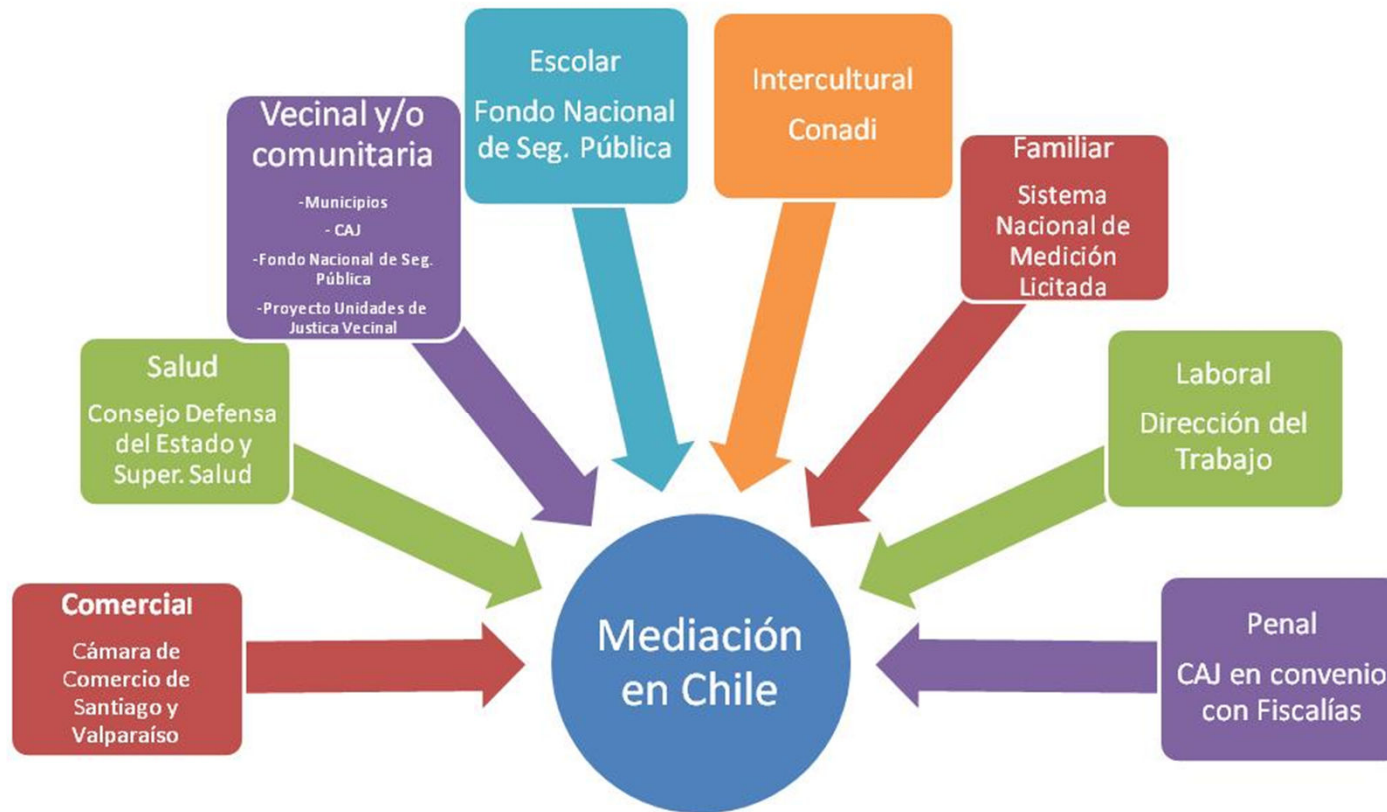 Comercial
Cámara de
Comercio de
Santiago y
Valparaíso
Salud
Consejo Defensa
del Estado y
Super. Salud
Vecinal y/o
comunitaria
-Municipios
- CAJ
-Fondo Nacional de Seg.
Pública
-Proyecto Unidades de
Justica Vecinal
Escolar
Fondo Nacional
de Seg. Pública
Intercultural
Conadi
Familiar
Sistema
Nacional de
Medición
Licitada
Laboral
Dirección del
Trabajo
Penal
CAJ en convenio
con Fiscalías
Mediación
en Chile